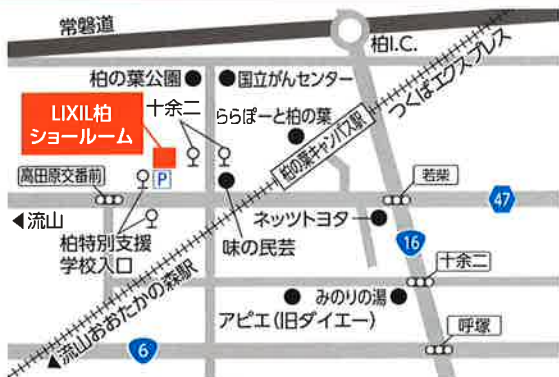 常磐道
柏I.C.
つくばエクスプレス
柏の葉公園
国立がんセンター
LIXIL柏
ショールーム
十余二
ららぽーと柏の葉
柏の葉キャンパス駅
高田原交番前
P
若柴
47
◀流山
ネッツトヨタ
柏特別支援
学校入口
味の民芸
16
十余二
みのりの湯
アピエ(旧ダイエー)
呼塚
▲流山おおたかの森駅
6